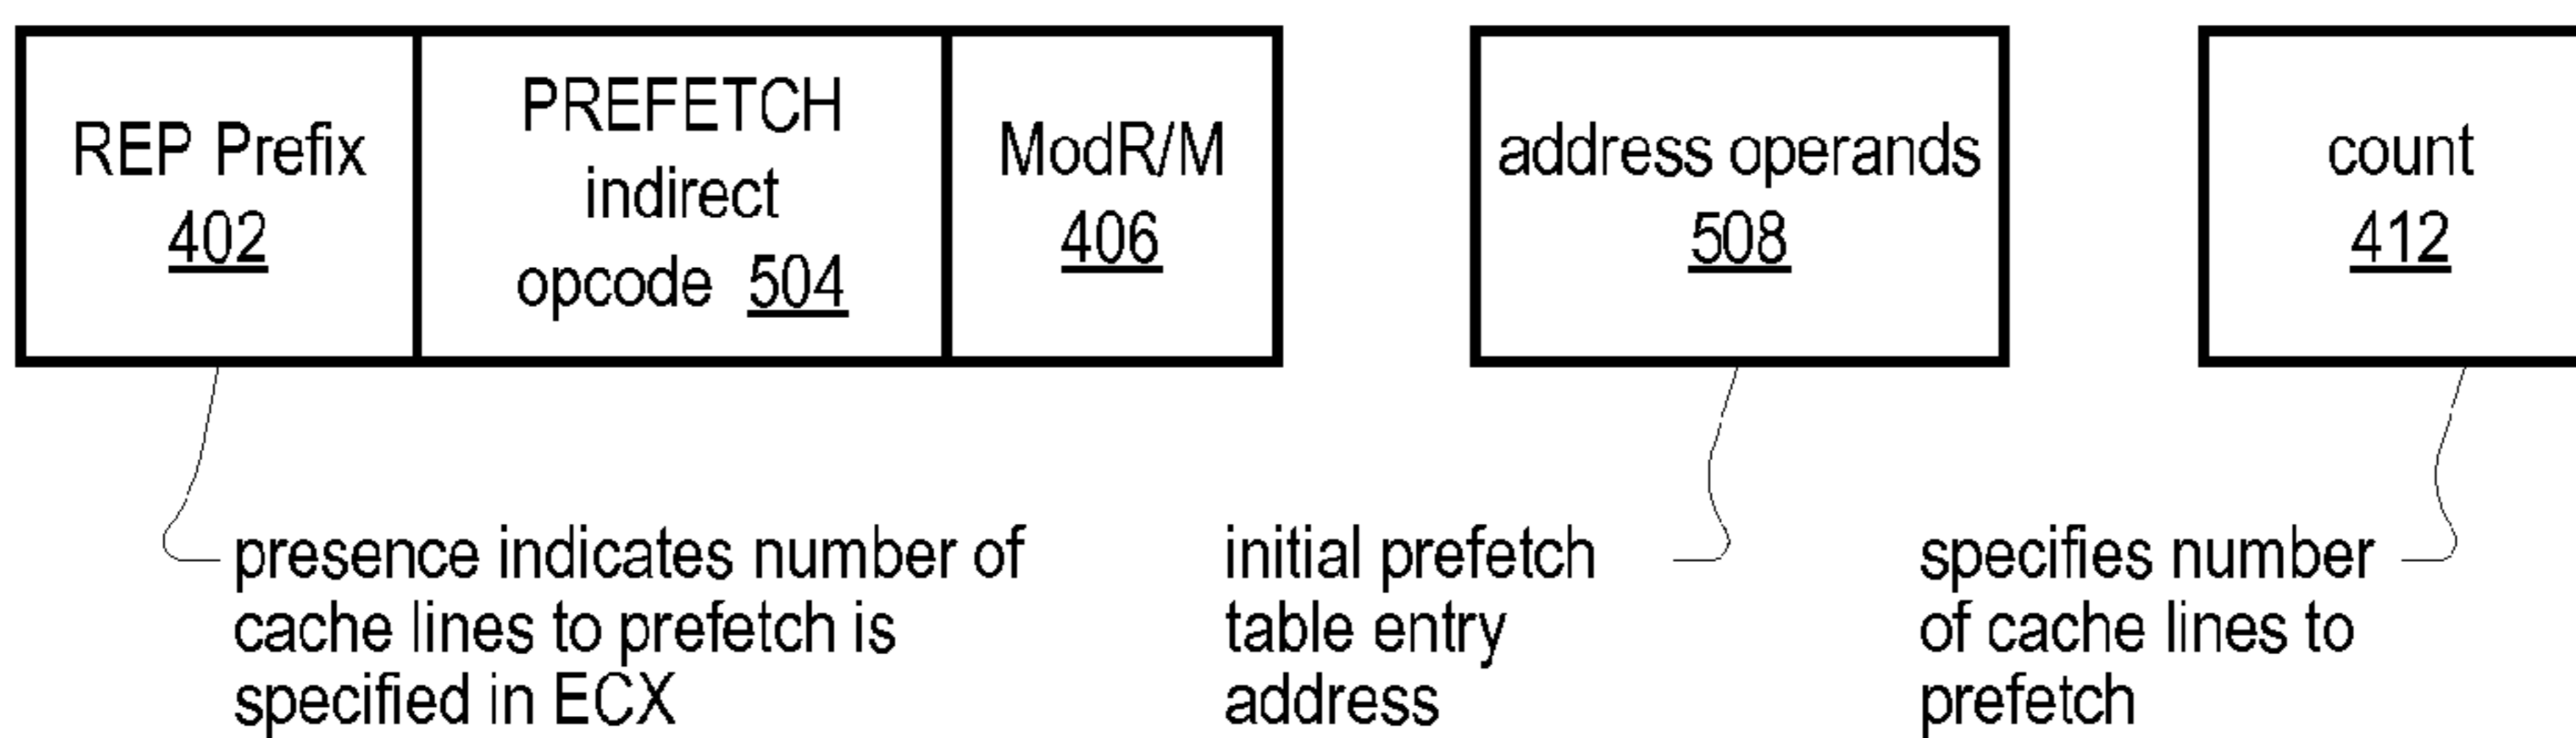 REP Prefix
402
PREFETCH
indirect
opcode 504
ModR/M
406
address operands
508
count
412
presence indicates number of
cache lines to prefetch is
specified in ECX
initial prefetch
table entry
address
specifies number
of cache lines to
prefetch